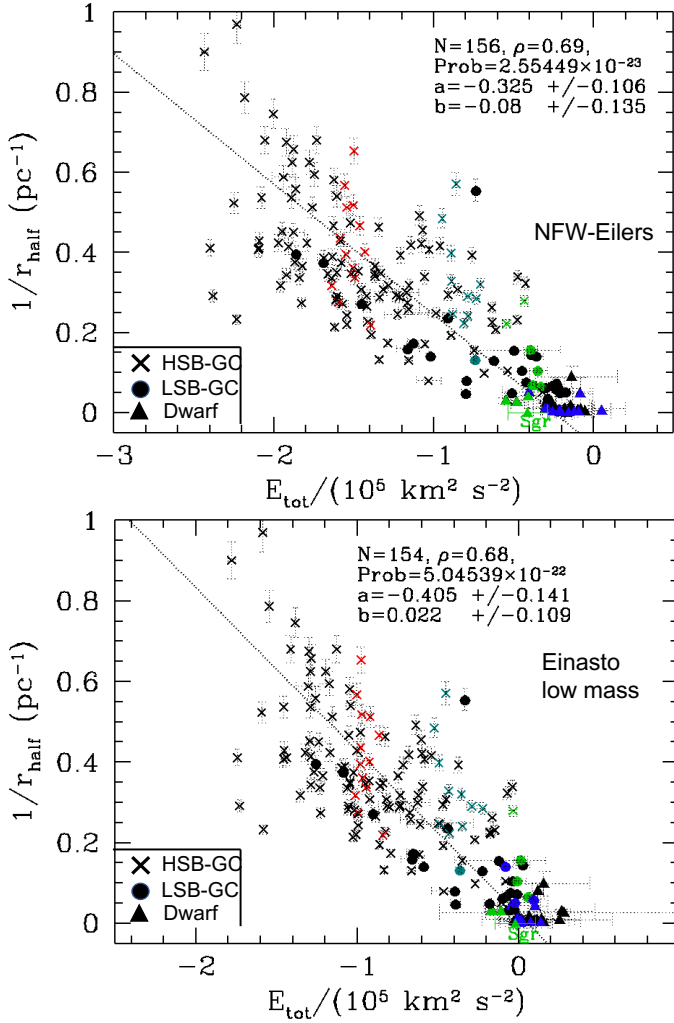 1
0.8
0.6
0.4
0.2
0
1/r_half (pc⁻¹)
N=156, ρ=0.69,
Prob=2.55449×10⁻²³
a=−0.325 +/−0.106
b=−0.08 +/−0.135
NFW-Eilers
HSB-GC
LSB-GC
Dwarf
Sgr
−3 −2 −1 0
E_tot/(10⁵ km² s⁻²)
1
0.8
0.6
0.4
0.2
0
1/r_half (pc⁻¹)
N=154, ρ=0.68,
Prob=5.04539×10⁻²²
a=−0.405 +/−0.141
b=0.022 +/−0.109
Einasto
low mass
HSB-GC
LSB-GC
Dwarf
Sgr
−2 −1 0
E_tot/(10⁵ km² s⁻²)